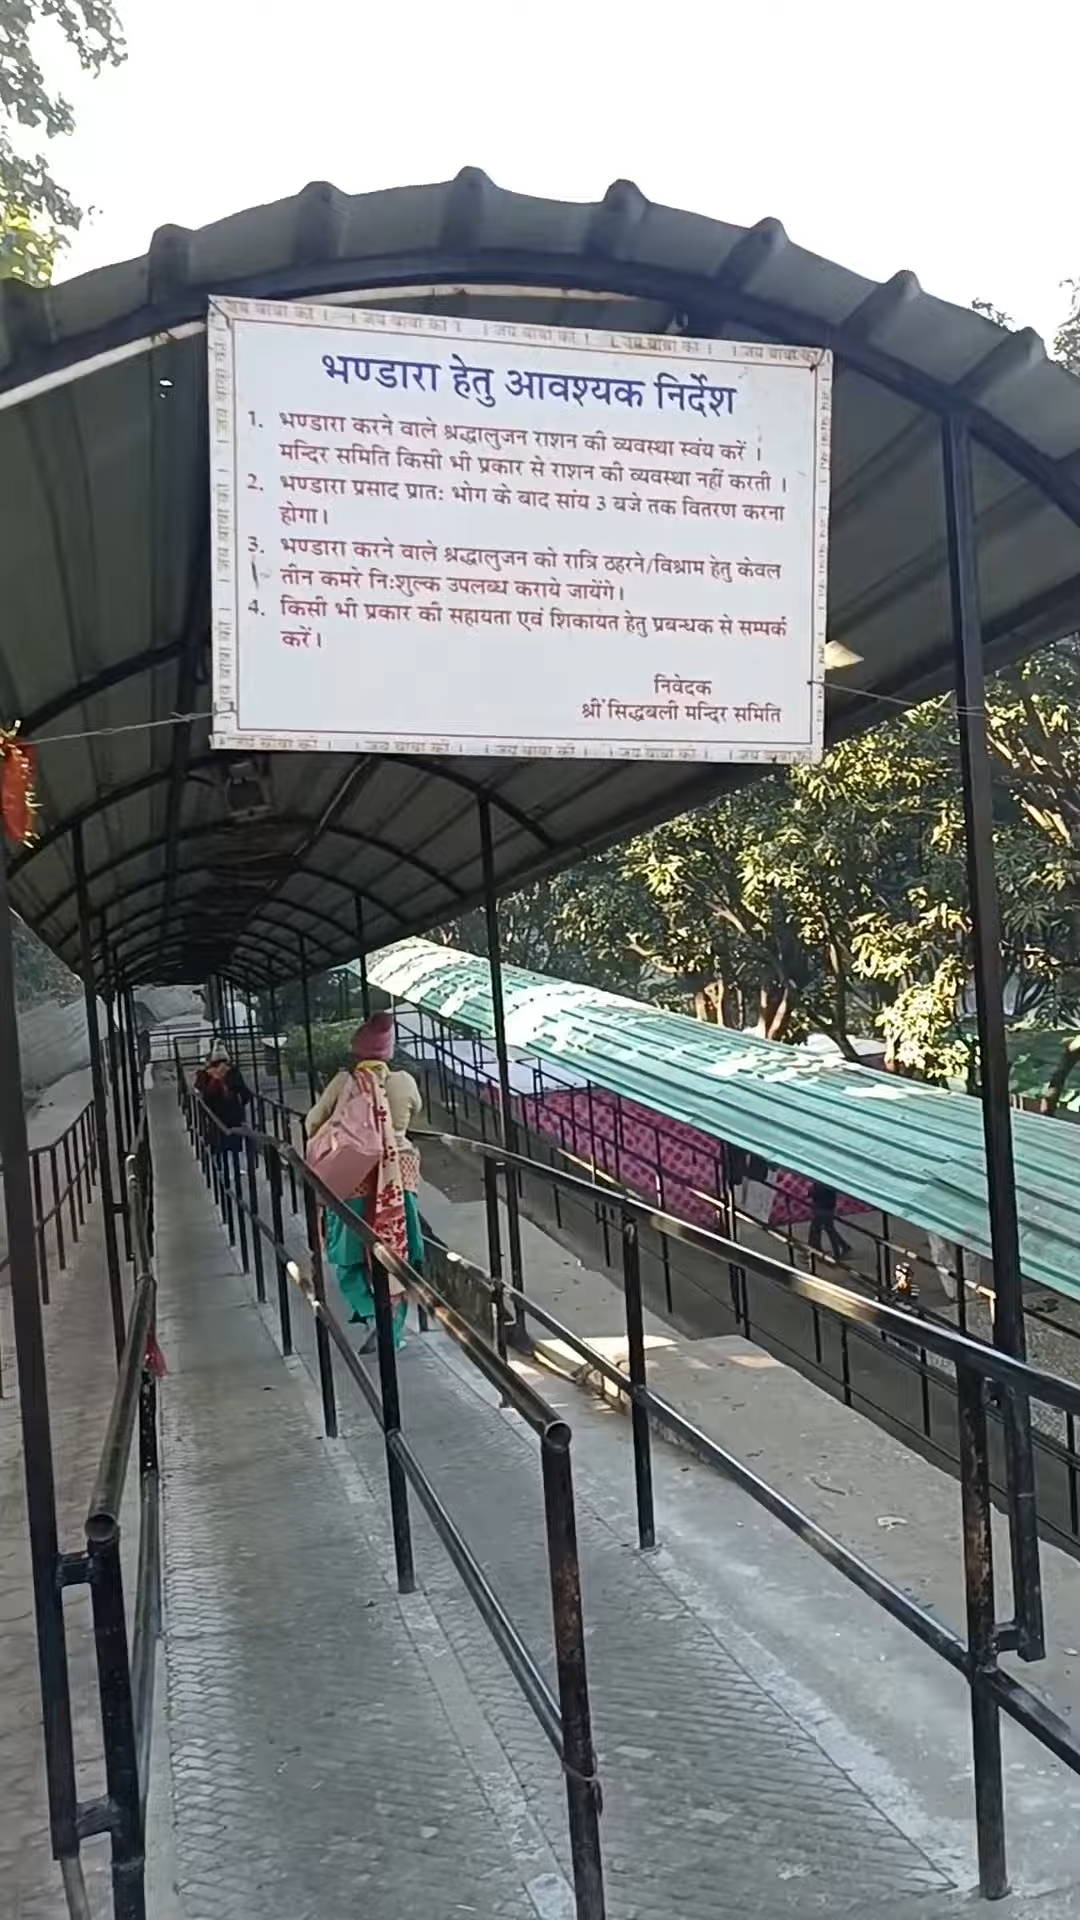 । जय बाबा की ।
भण्डारा हेतु आवश्यक निर्देश
1. भण्डारा करने वाले श्रद्धालुजन राशन की व्यवस्था स्वंय करें ।
मन्दिर समिति किसी भी प्रकार से राशन की व्यवस्था नहीं करती ।
2. भण्डारा प्रसाद प्रातः भोग के बाद सांय 3 बजे तक वितरण करना
होगा।
3. भण्डारा करने वाले श्रद्धालुजन को रात्रि ठहरने/विश्राम हेतु केवल
तीन कमरे निःशुल्क उपलब्ध कराये जायेंगे।
4. किसी भी प्रकार की सहायता एवं शिकायत हेतु प्रबन्धक से सम्पर्क
करें।
निवेदक
श्रीं सिद्धबली मन्दिर समिति